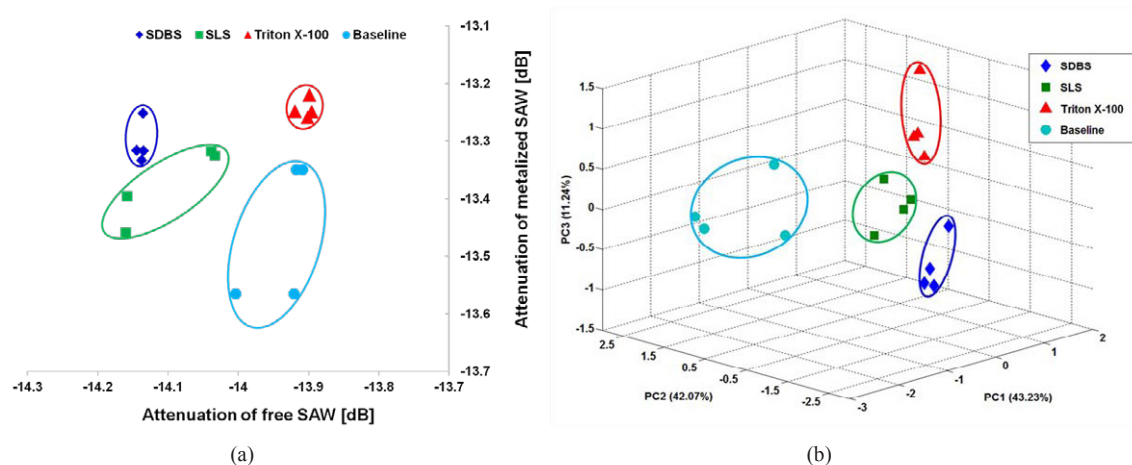 SDBS SLS Triton X-100 Baseline
-13.1
-13.2
-13.3
-13.4
-13.5
-13.6
-13.7
Attenuation of metalized SAW [dB]
-14.3 -14.2 -14.1 -14 -13.9 -13.8 -13.7
Attenuation of free SAW [dB]
(a)
(b)
SDBS
SLS
Triton X-100
Baseline
1.5
1
0.5
0
-0.5
-1
-1.5
PC3 (11.24%)
2.5 1.5 0.5 -0.5 -1.5 -2.5
PC2 (42.07%)
-3 -2 -1 0 1 2
PC1 (43.23%)